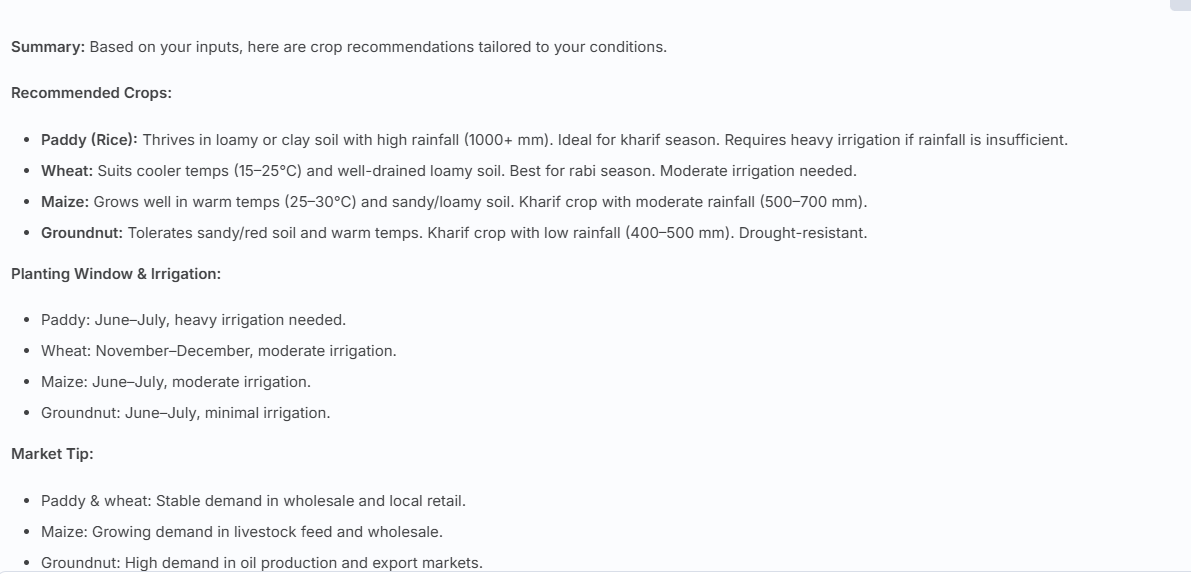 Summary: Based on your inputs, here are crop recommendations tailored to your conditions.
Recommended Crops:
• Paddy (Rice): Thrives in loamy or clay soil with high rainfall (1000+ mm). Ideal for kharif season. Requires heavy irrigation if rainfall is insufficient.
• Wheat: Suits cooler temps (15–25°C) and well-drained loamy soil. Best for rabi season. Moderate irrigation needed.
• Maize: Grows well in warm temps (25–30°C) and sandy/loamy soil. Kharif crop with moderate rainfall (500–700 mm).
• Groundnut: Tolerates sandy/red soil and warm temps. Kharif crop with low rainfall (400–500 mm). Drought-resistant.
Planting Window & Irrigation:
• Paddy: June–July, heavy irrigation needed.
• Wheat: November–December, moderate irrigation.
• Maize: June–July, moderate irrigation.
• Groundnut: June–July, minimal irrigation.
Market Tip:
• Paddy & wheat: Stable demand in wholesale and local retail.
• Maize: Growing demand in livestock feed and wholesale.
• Groundnut: High demand in oil production and export markets.